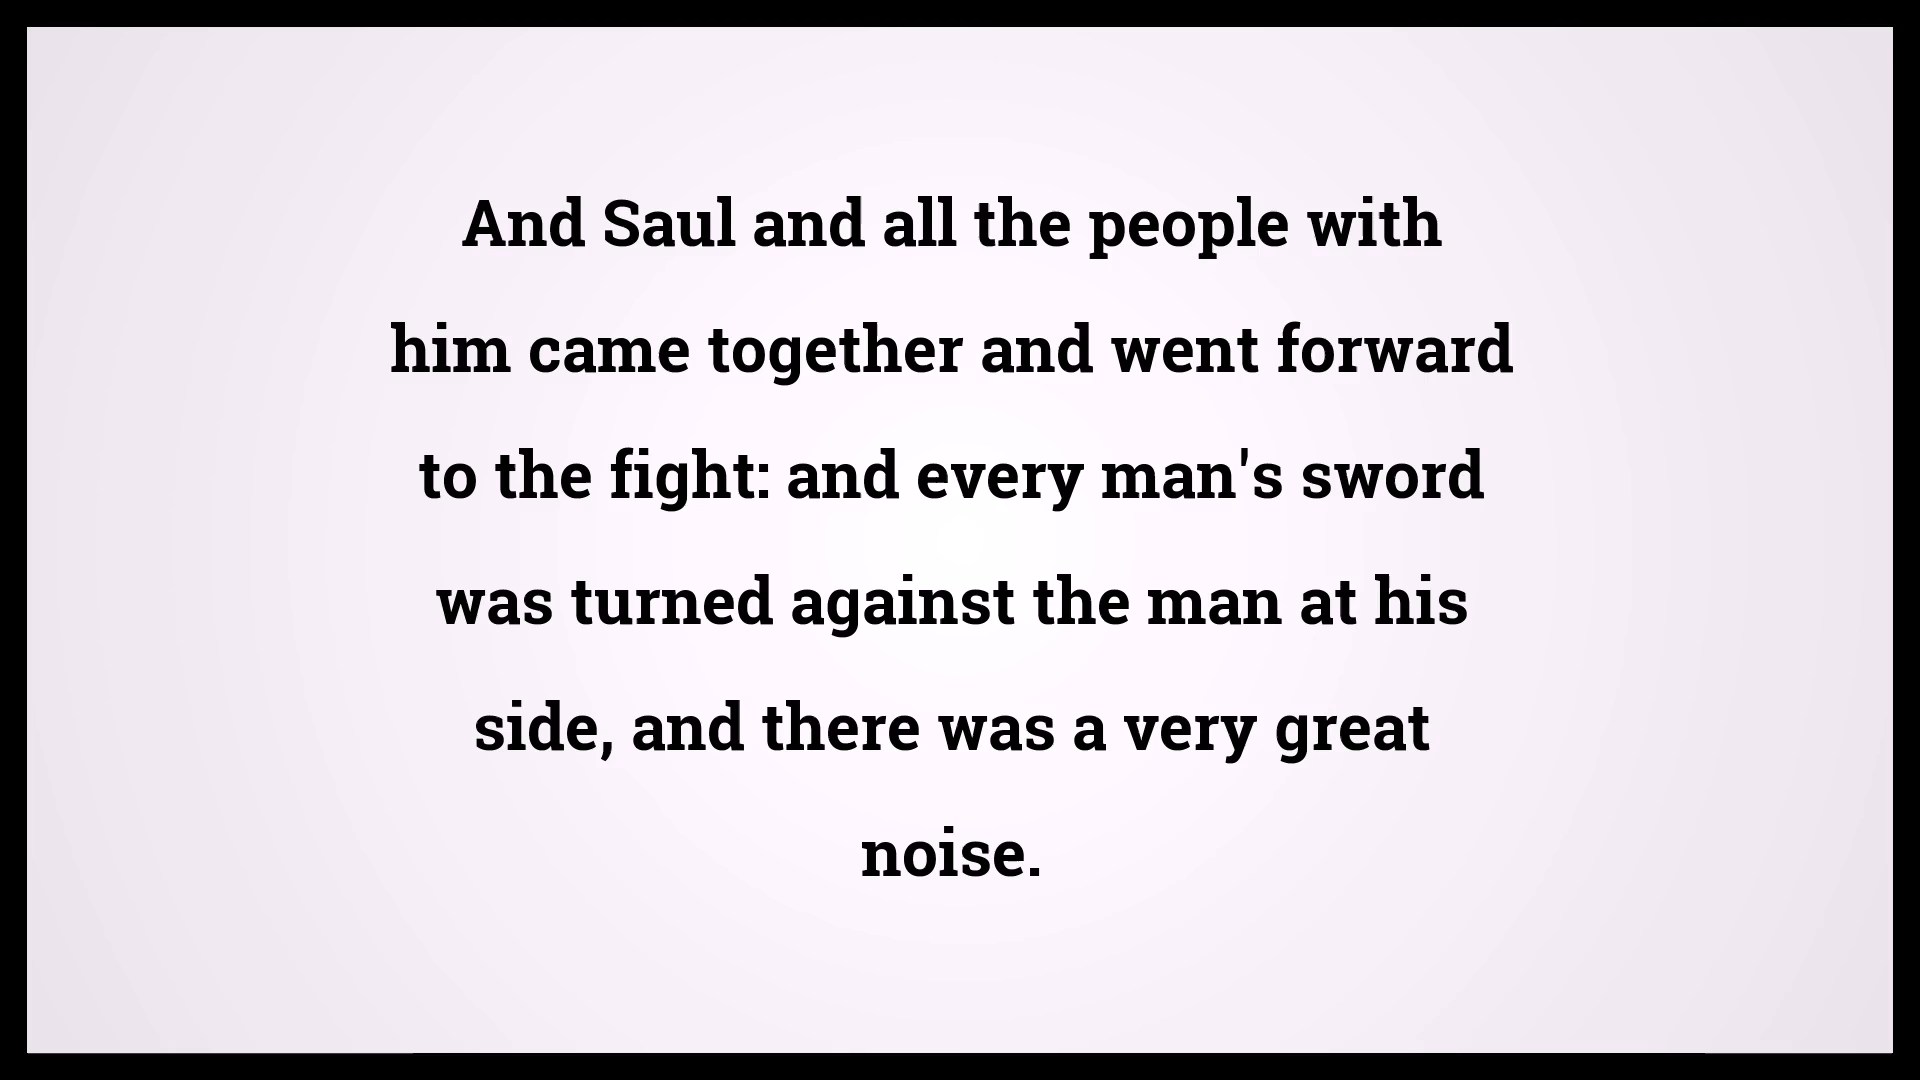 And Saul and all the people with
him came together and went forward
to the fight: and every man's sword
was turned against the man at his
side, and there was a very great
noise.